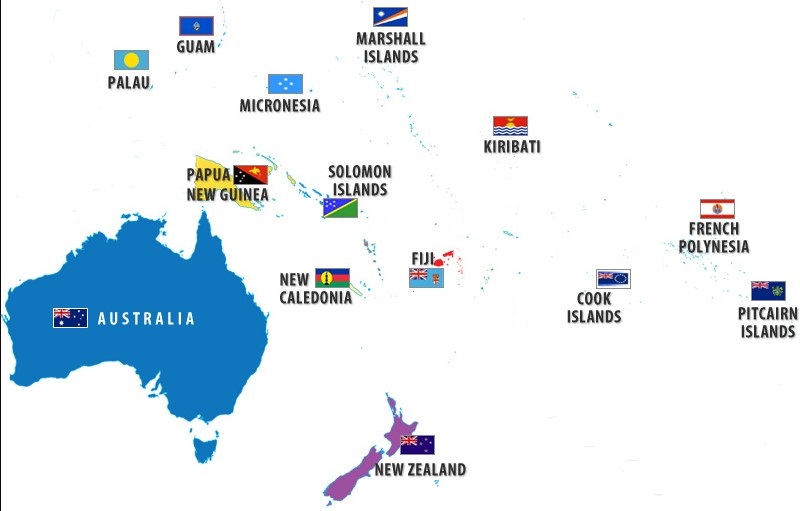 MARSHALL
ISLANDS
GUAM
PALAU
MICRONESIA
KIRIBATI
PAPUA
NEW GUINEA
SOLOMON
ISLANDS
FRENCH
POLYNESIA
FIJI
NEW
CALEDONIA
COOK
ISLANDS
PITCAIRN
ISLANDS
AUSTRALIA
NEW ZEALAND